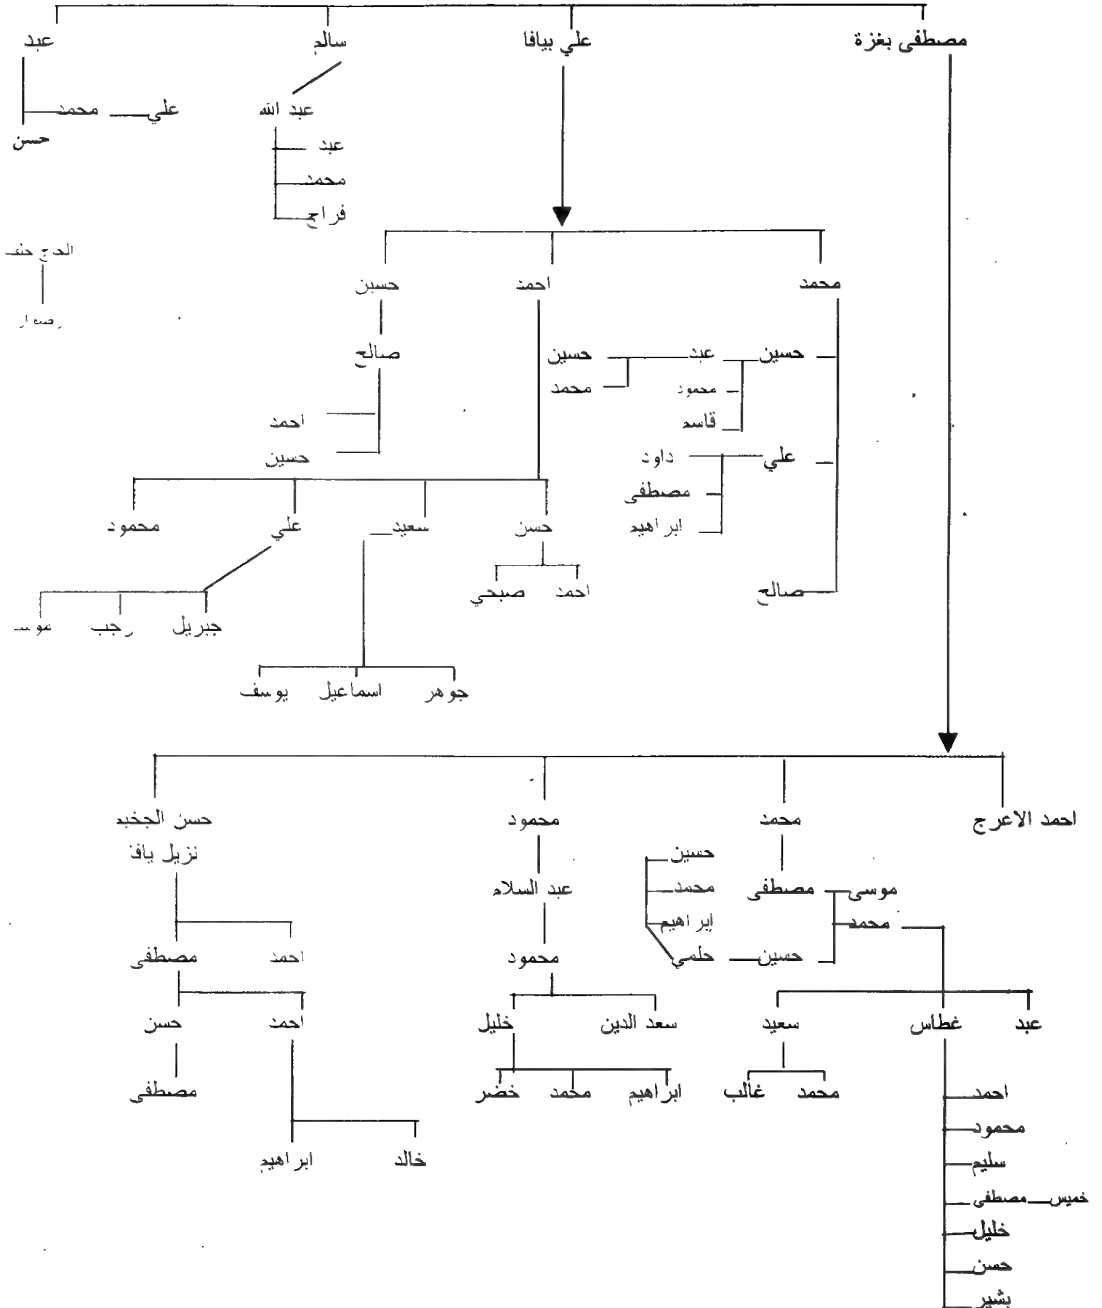 مصطفى بغزة علي بيافا سالم عبد
علي محمد عبد الله
حسن
عبد
محمد
فراج
الحج
محمد احمد حسين
حسين عبد حسين صالح
محمود محمد
قاسم احمد
علي داود حسين
مصطفى
ابراهيم حسن سعيد علي محمود
صالح احمد صبحي
جبريل رجب
جوهر اسماعيل يوسف
احمد الاعرج محمد محمود حسن
نزيل يافا
حسين
موسى مصطفى محمد عبد السلام
محمد ابراهيم
حسين حلمي محمود احمد مصطفى
عبد غطاس سعيد سعد الدين خليل احمد حسن
احمد محمد غالب ابراهيم محمد خضر مصطفى
محمود
سليم خالد ابراهيم
خميس مصطفى
خليل
حسن
بشير